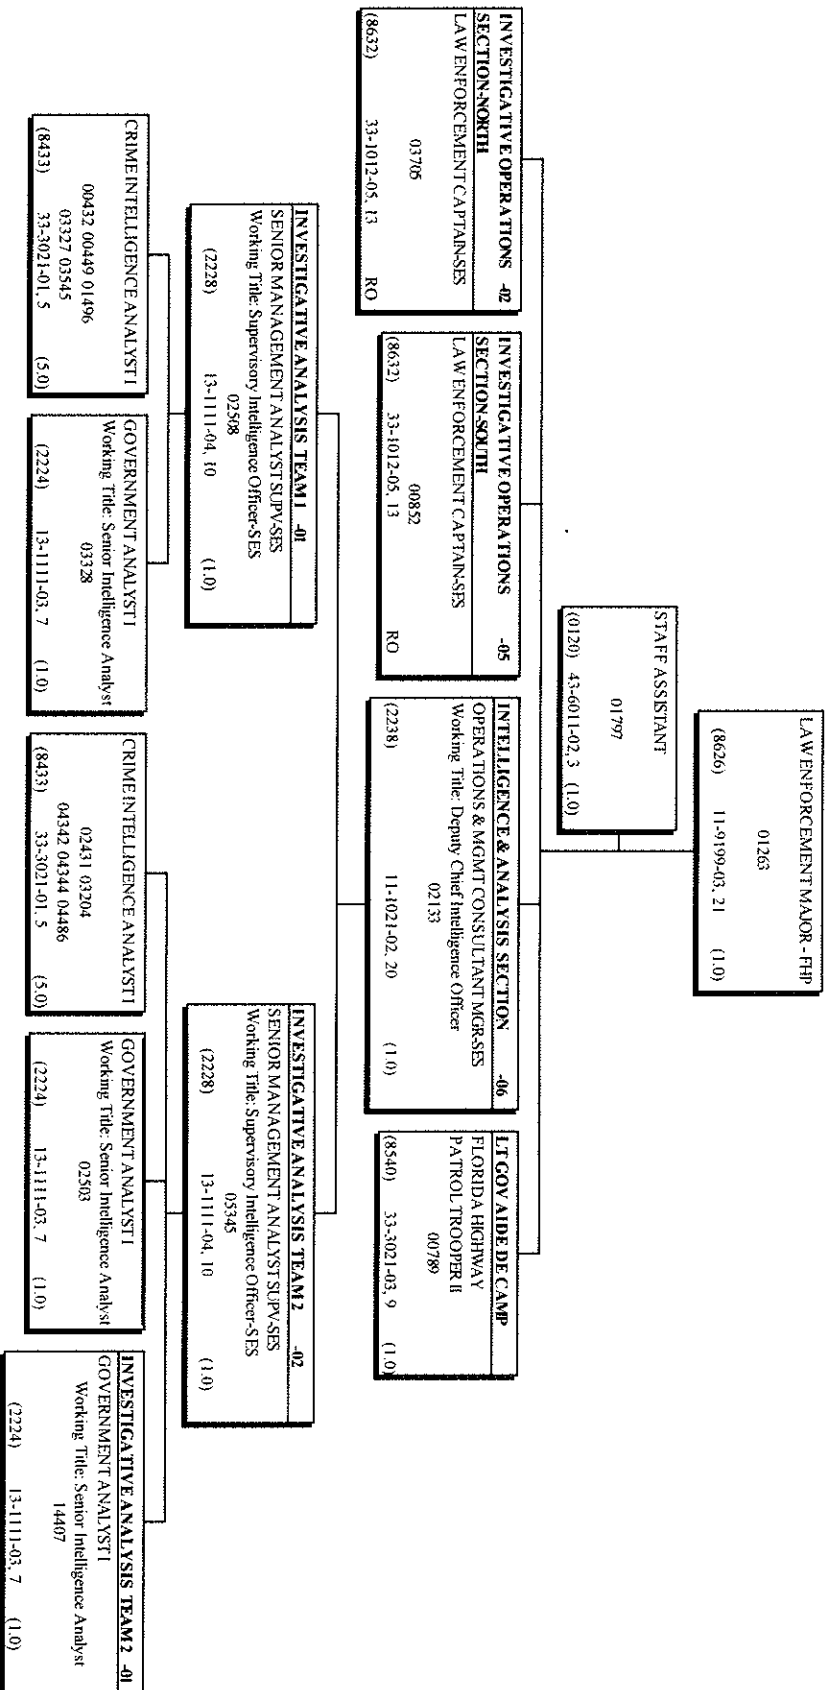 LAW ENFORCEMENT MAJOR - FHP
01263
(8626) 11-9199-03, 21 (1.0)
STAFF ASSISTANT
01797
(0120) 43-6011-02, 3 (1.0)
INVESTIGATIVE OPERATIONS -02
SECTION-NORTH
LAW ENFORCEMENT CAPTAIN-SES
03705
(8632) 33-1012-05, 13 RO
INVESTIGATIVE OPERATIONS -05
SECTION-SOUTH
LAW ENFORCEMENT CAPTAIN-SES
00852
(8632) 33-1012-05, 13 RO
INTELLIGENCE & ANALYSIS SECTION -06
OPERATIONS & MGMT CONSULTANT MGR-SES
Working Title: Deputy Chief Intelligence Officer
02133
(2238) 11-1021-02, 20 (1.0)
LT GOV AIDE DE CAMP
FLORIDA HIGHWAY
PATROL TROOPER II
00789
(8540) 33-3021-03, 9 (1.0)
INVESTIGATIVE ANALYSIS TEAM 1 -01
SENIOR MANAGEMENT ANALYST SUPV-SES
Working Title: Supervisory Intelligence Officer-SES
02508
(2228) 13-1111-04, 10 (1.0)
INVESTIGATIVE ANALYSIS TEAM 2 -02
SENIOR MANAGEMENT ANALYST SUPV-SES
Working Title: Supervisory Intelligence Officer-SES
05345
(2228) 13-1111-04, 10 (1.0)
CRIME INTELLIGENCE ANALYST I
00432 00449 01496
03327 03545
(8433) 33-3021-01, 5 (5.0)
GOVERNMENT ANALYST I
Working Title: Senior Intelligence Analyst
03328
(2224) 13-1111-03, 7 (1.0)
CRIME INTELLIGENCE ANALYST I
02431 03204
04342 04344 04486
(8433) 33-3021-01, 5 (5.0)
GOVERNMENT ANALYST I
Working Title: Senior Intelligence Analyst
02503
(2224) 13-1111-03, 7 (1.0)
INVESTIGATIVE ANALYSIS TEAM 2 -01
GOVERNMENT ANALYST I
Working Title: Senior Intelligence Analyst
14407
(2224) 13-1111-03, 7 (1.0)